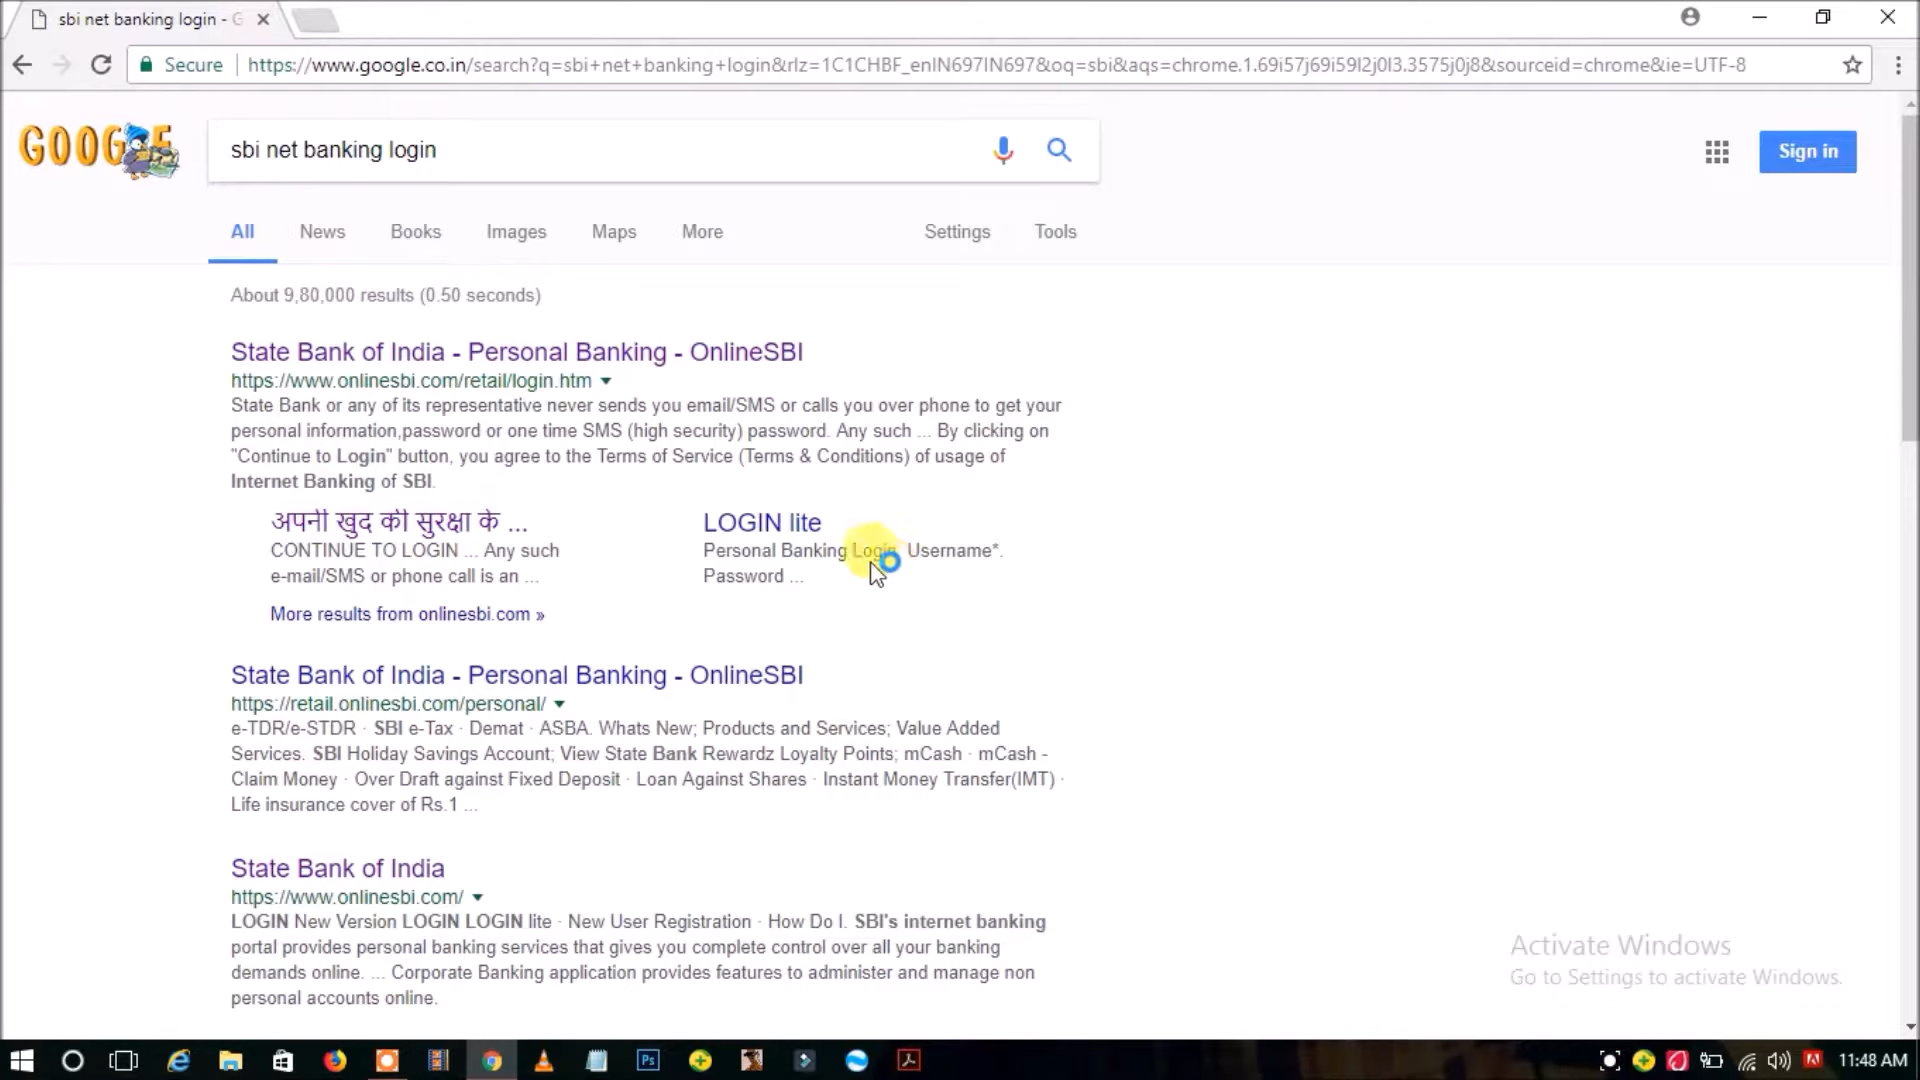 sbi net banking login - G
Secure
https://www.google.co.in/search?q=sbi+net+banking+login&rlz=1C1CHBF_enIN697IN697&oq=sbi&aqs=chrome.1.69i57j69i59l2j0l3.3575j0j8&sourceid=chrome&ie=UTF-8
sbi net banking login
Sign in
All News Books Images Maps More Settings Tools
About 9,80,000 results (0.50 seconds)
State Bank of India - Personal Banking - OnlineSBI
https://www.onlinesbi.com/retail/login.htm
State Bank or any of its representative never sends you email/SMS or calls you over phone to get your
personal information,password or one time SMS (high security) password. Any such ... By clicking on
"Continue to Login" button, you agree to the Terms of Service (Terms & Conditions) of usage of
Internet Banking of SBI.
अपनी खुद की सुरक्षा के ...
CONTINUE TO LOGIN ... Any such
e-mail/SMS or phone call is an ...
LOGIN lite
Personal Banking Login. Username*.
Password ...
More results from onlinesbi.com »
State Bank of India - Personal Banking - OnlineSBI
https://retail.onlinesbi.com/personal/
e-TDR/e-STDR · SBI e-Tax · Demat · ASBA. Whats New; Products and Services; Value Added
Services. SBI Holiday Savings Account; View State Bank Rewardz Loyalty Points; mCash · mCash -
Claim Money · Over Draft against Fixed Deposit · Loan Against Shares · Instant Money Transfer(IMT) ·
Life insurance cover of Rs.1 ...
State Bank of India
https://www.onlinesbi.com/
LOGIN New Version LOGIN LOGIN lite · New User Registration · How Do I. SBI's internet banking
portal provides personal banking services that gives you complete control over all your banking
demands online. ... Corporate Banking application provides features to administer and manage non
personal accounts online.
Activate Windows
Go to Settings to activate Windows.
Ps
11:48 AM